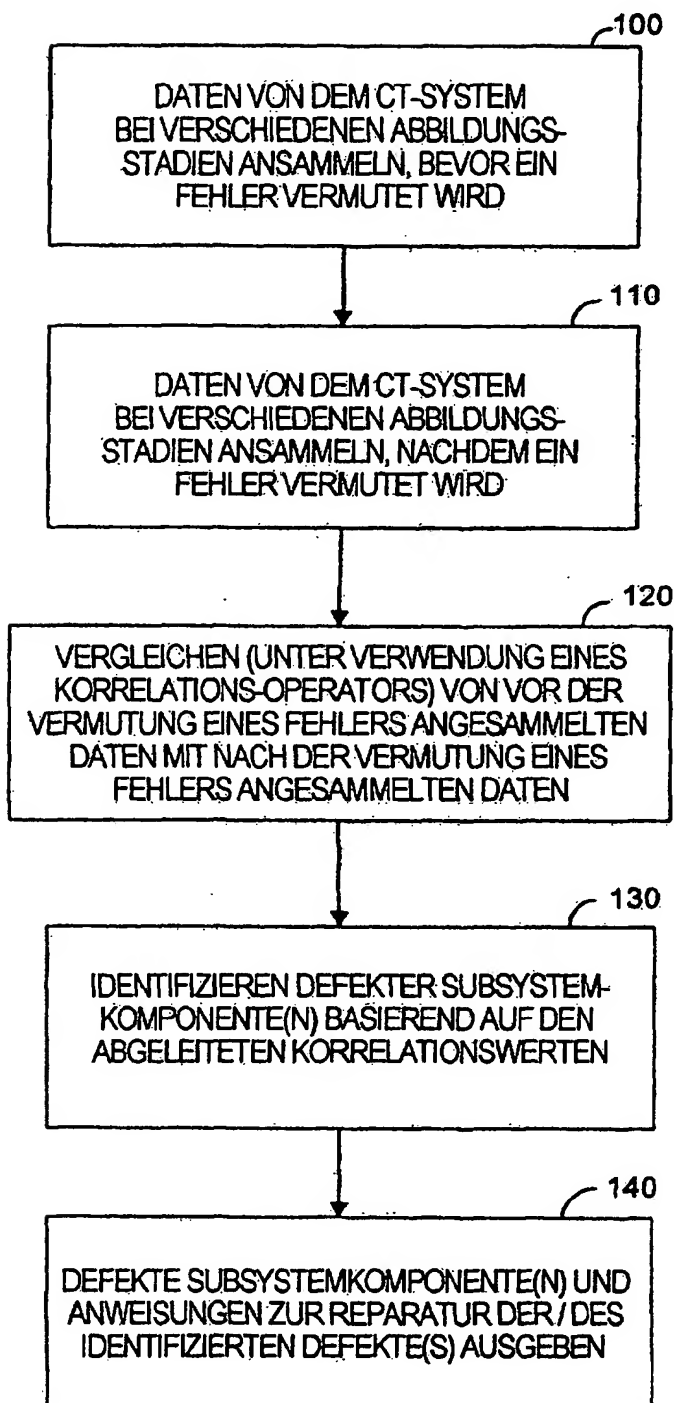 100
DATEN VON DEM CT-SYSTEM
BEI VERSCHIEDENEN ABBILDUNGS-
STADIEN ANSAMMELN, BEVOR EIN
FEHLER VERMUTET WIRD
110
DATEN VON DEM CT-SYSTEM
BEI VERSCHIEDENEN ABBILDUNGS-
STADIEN ANSAMMELN, NACHDEM EIN
FEHLER VERMUTET WIRD
120
VERGLEICHEN (UNTER VERWENDUNG EINES
KORRELATIONS-OPERATORS) VON VOR DER
VERMUTUNG EINES FEHLERS ANGESAMMELTEN
DATEN MIT NACH DER VERMUTUNG EINES
FEHLERS ANGESAMMELTEN DATEN
130
IDENTIFIZIEREN DEFEKTER SUBSYSTEM-
KOMPONENTE(N) BASIEREND AUF DEN
ABGELEITETEN KORRELATIONSWERTEN
140
DEFEKTE SUBSYSTEMKOMPONENTE(N) UND
ANWEISUNGEN ZUR REPARATUR DER / DES
IDENTIFIZIERTEN DEFEKTE(S) AUSGEBEN